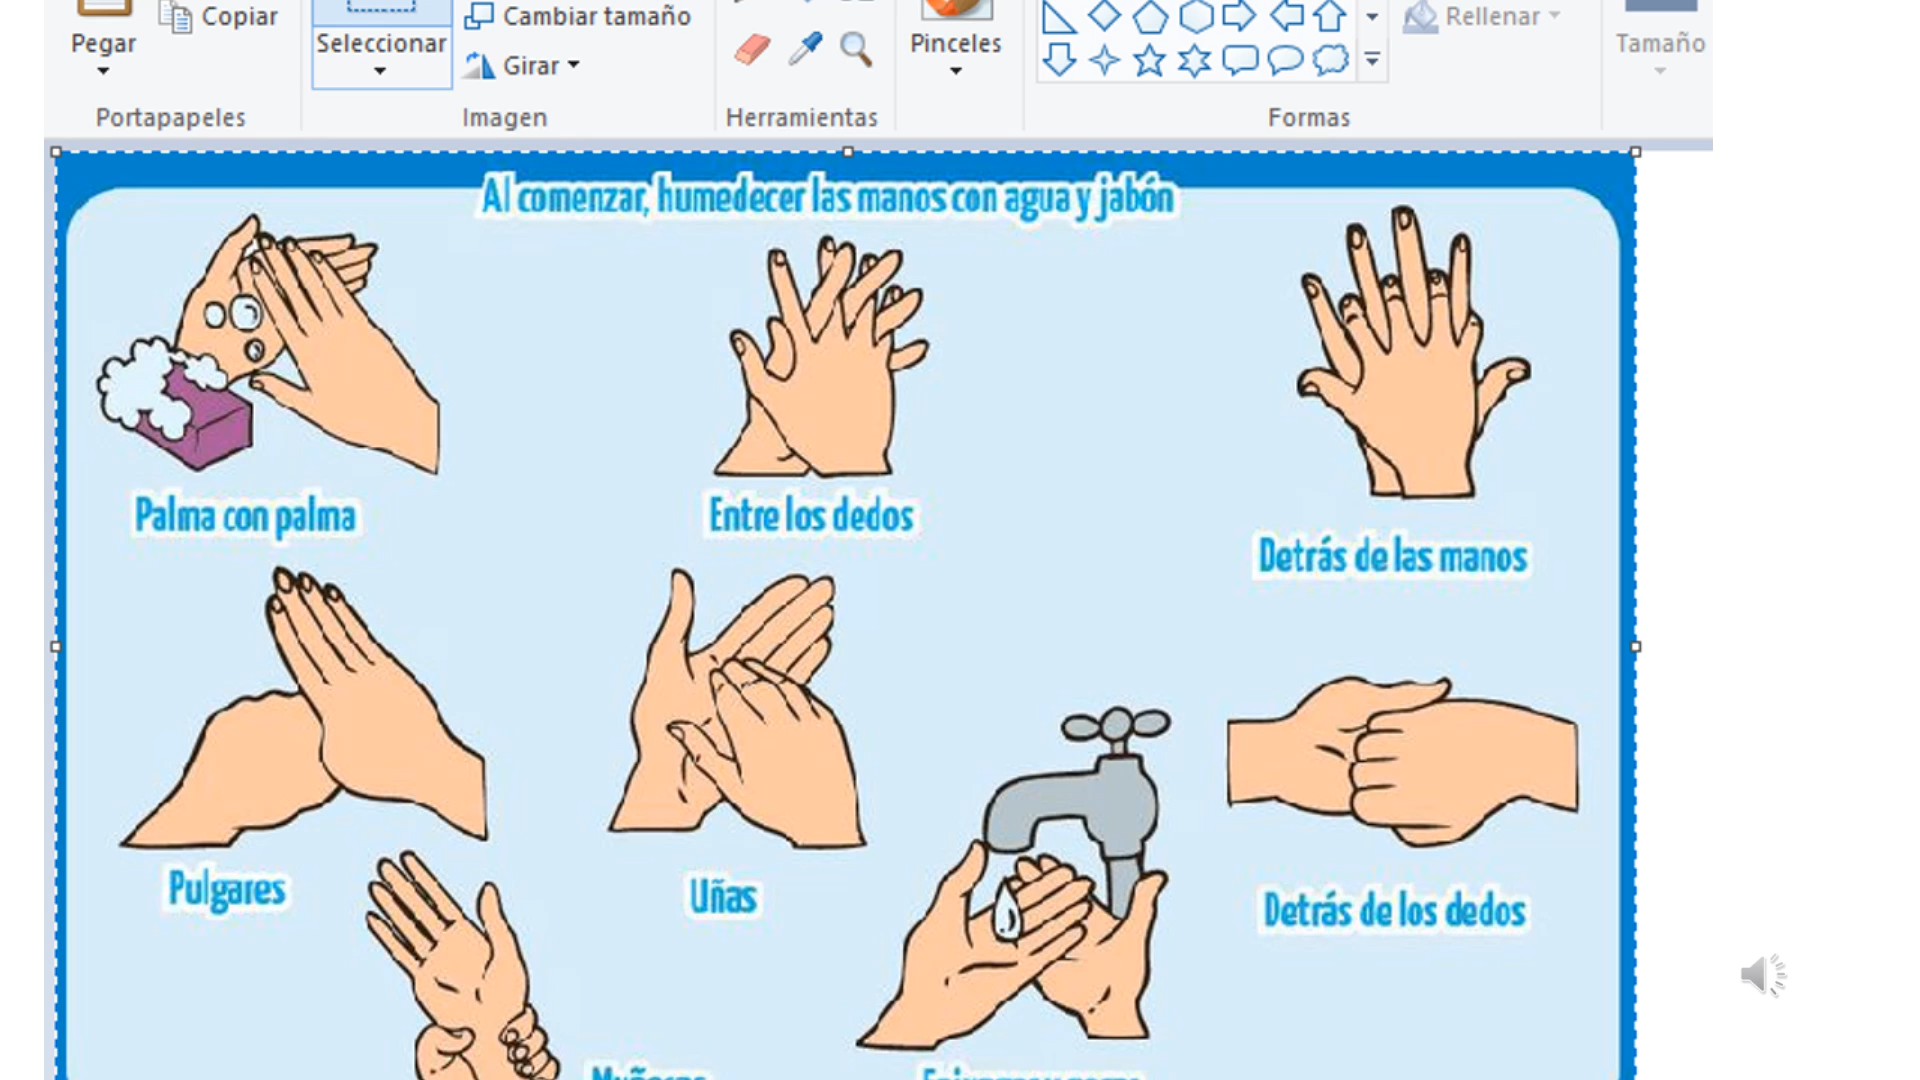 Pegar
Copiar
Seleccionar
Cambiar tamaño
Girar
Pinceles
Rellenar
Tamaño
Portapapeles
Imagen
Herramientas
Formas
Al comenzar, humedecer las manos con agua y jabón
Palma con palma
Entre los dedos
Detrás de las manos
Pulgares
Uñas
Detrás de los dedos
Muñecas